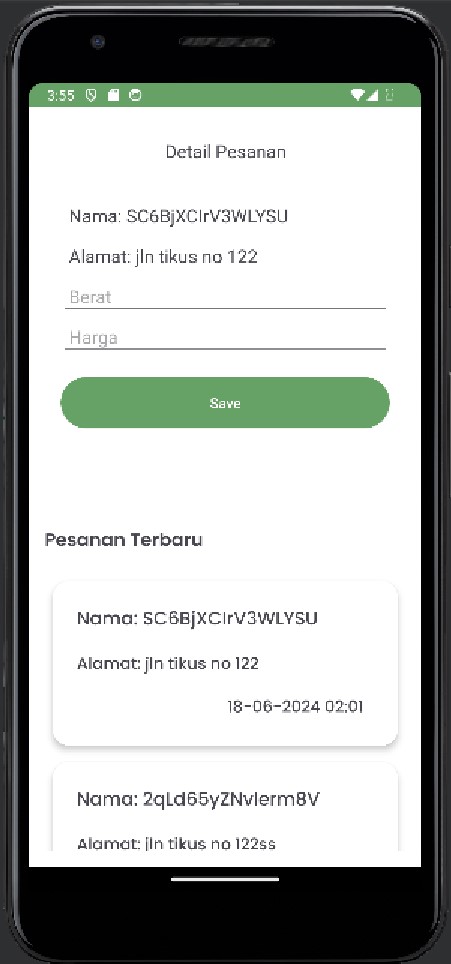 3:55
Detail Pesanan
Nama: SC6BjXCIrV3WLYSU
Alamat: jln tikus no 122
Berat
Harga
Save
Pesanan Terbaru
Nama: SC6BjXCIrV3WLYSU
Alamat: jln tikus no 122
18-06-2024 02:01
Nama: 2qLd65yZNvIerm8V
Alamat: jln tikus no 122ss